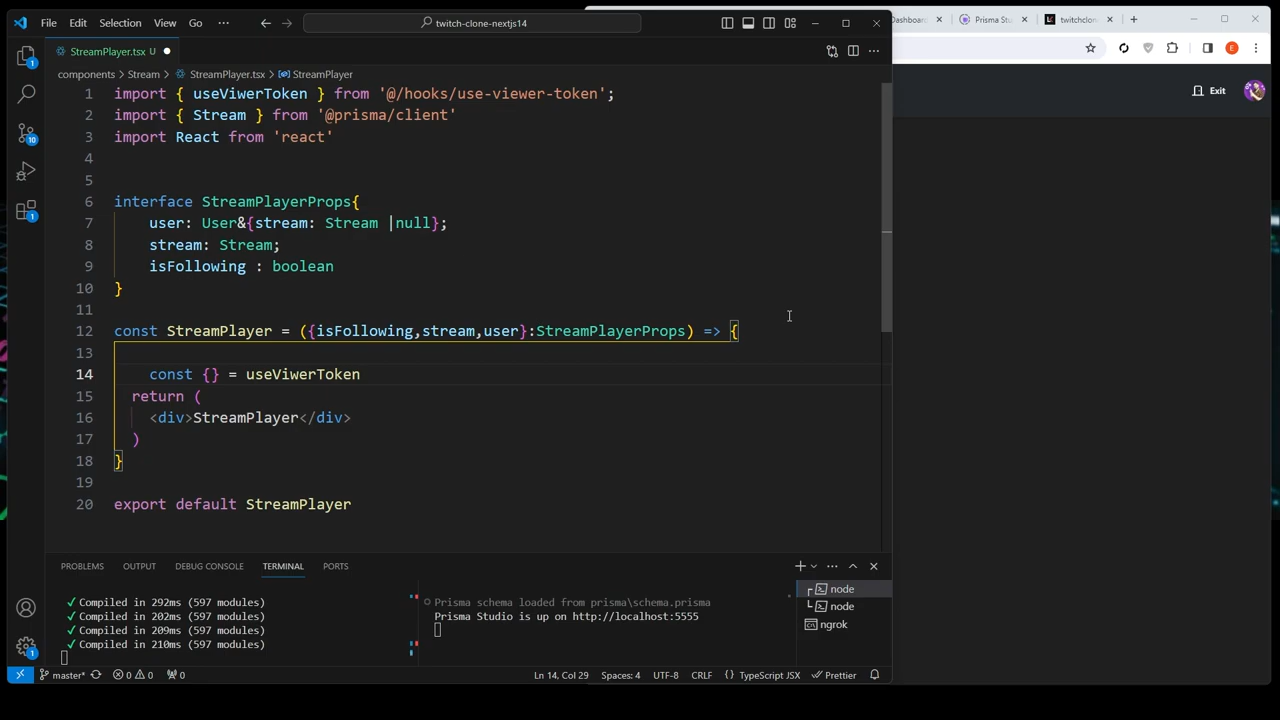 File Edit Selection View Go ··· twitch-clone-nextjs14
Dashboard Prisma Stu twitchclon
StreamPlayer.tsx U
components > Stream > StreamPlayer.tsx > StreamPlayer
Exit
1 import { useViwerToken } from '@/hooks/use-viewer-token';
2 import { Stream } from '@prisma/client'
3 import React from 'react'
4
5
6 interface StreamPlayerProps{
7 user: User&{stream: Stream |null};
8 stream: Stream;
9 isFollowing : boolean
10 }
11
12 const StreamPlayer = ({isFollowing,stream,user}:StreamPlayerProps) => {
13
14 const {} = useViwerToken
15 return (
16 <div>StreamPlayer</div>
17 )
18 }
19
20 export default StreamPlayer
PROBLEMS OUTPUT DEBUG CONSOLE TERMINAL PORTS
✓ Compiled in 292ms (597 modules)
✓ Compiled in 202ms (597 modules)
✓ Compiled in 209ms (597 modules)
✓ Compiled in 210ms (597 modules)
Prisma schema loaded from prisma\schema.prisma
Prisma Studio is up on http://localhost:5555
node
node
ngrok
master* 0 0 0 Ln 14, Col 29 Spaces: 4 UTF-8 CRLF {} TypeScript JSX Prettier